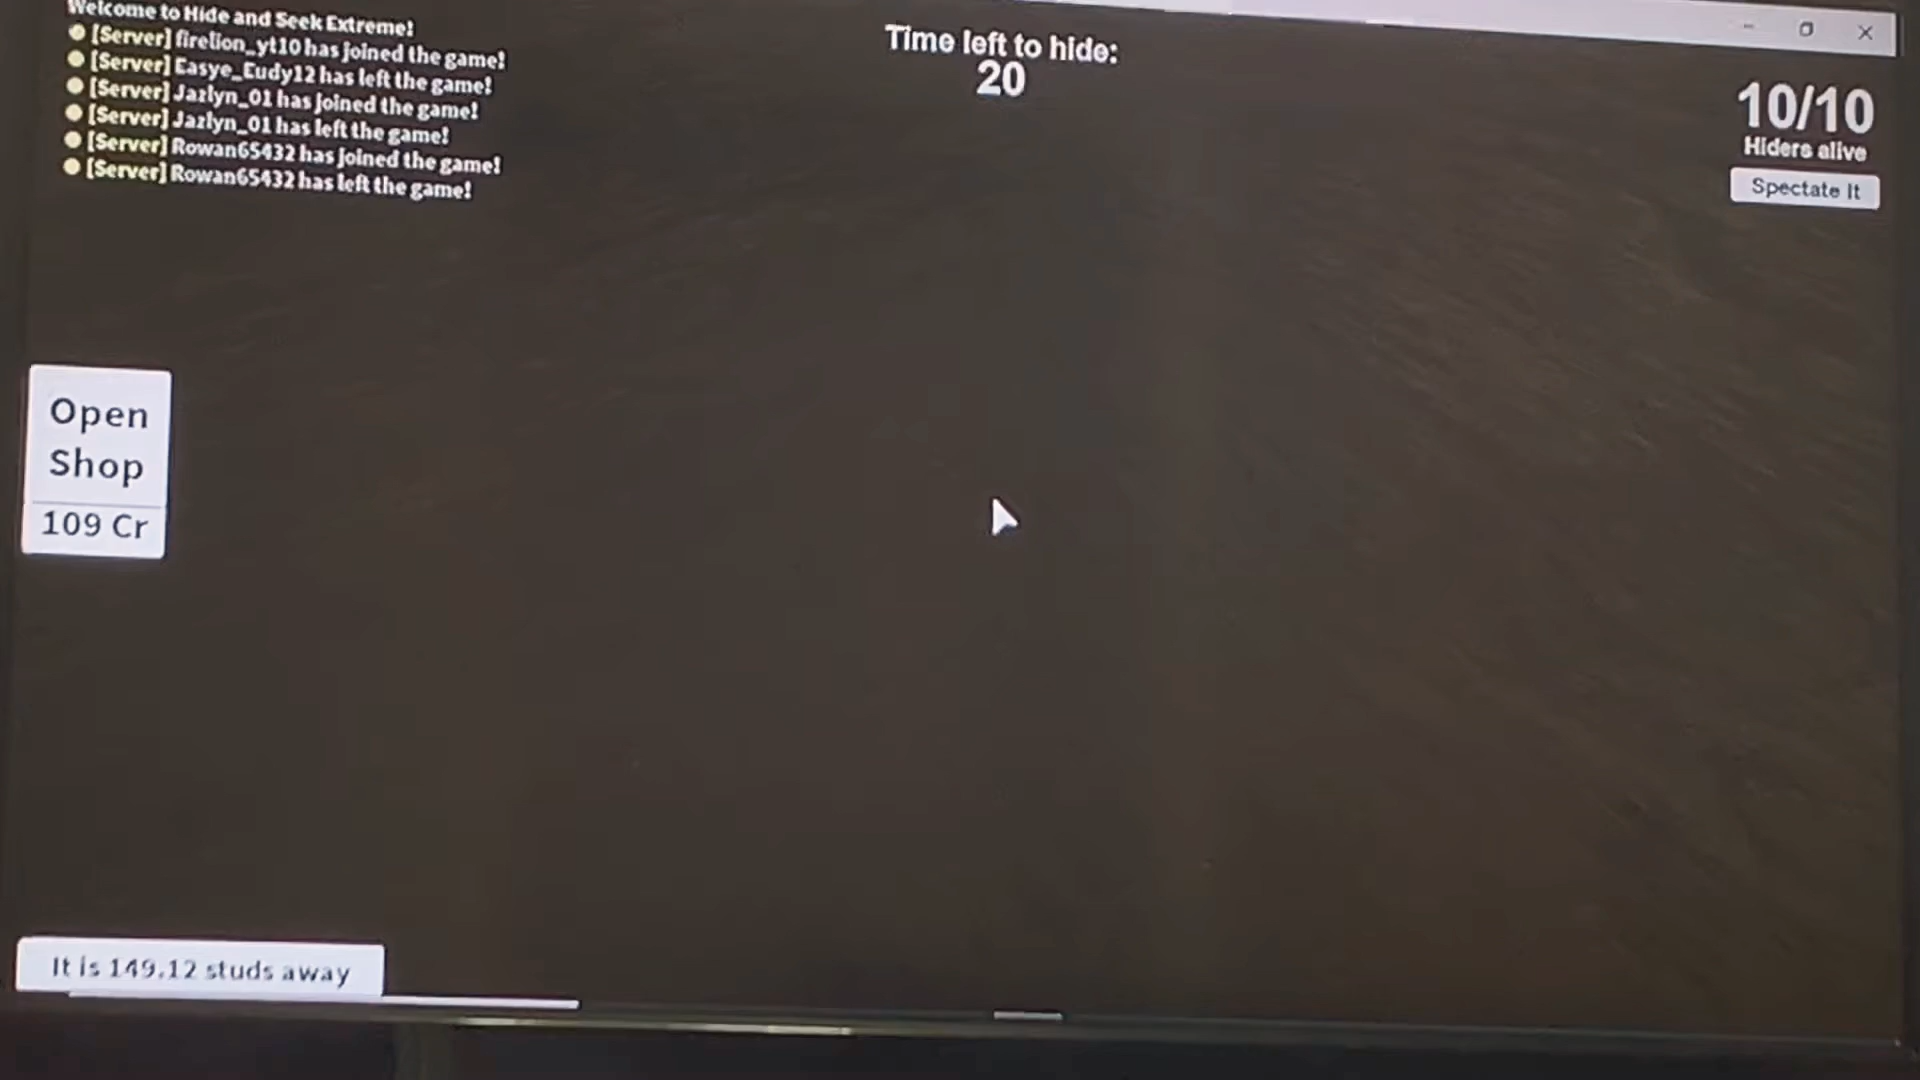 Welcome to Hide and Seek Extreme!
[Server] firelion_yt10 has joined the game!
[Server] Easye_Eudy12 has left the game!
[Server] Jazlyn_01 has joined the game!
[Server] Jazlyn_01 has left the game!
[Server] Rowan65432 has joined the game!
[Server] Rowan65432 has left the game!
Time left to hide:
20
10/10
Hiders alive
Spectate It
Open
Shop
109 Cr
It is 149.12 studs away